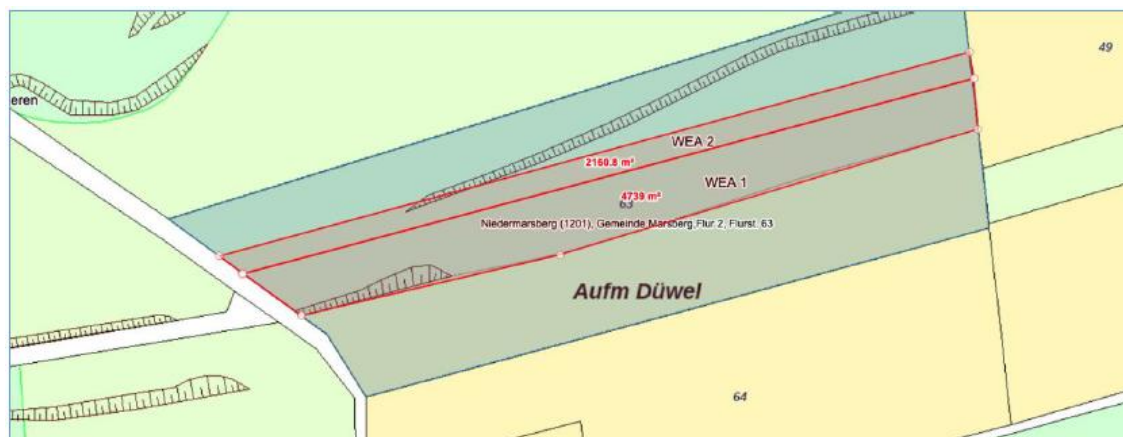 49
eren
WEA 2
2160.8 m²
WEA 1
4739 m²
63
Niedermarsberg (1201), Gemeinde Marsberg,Flur 2, Flurst. 63
Aufm Düwel
64